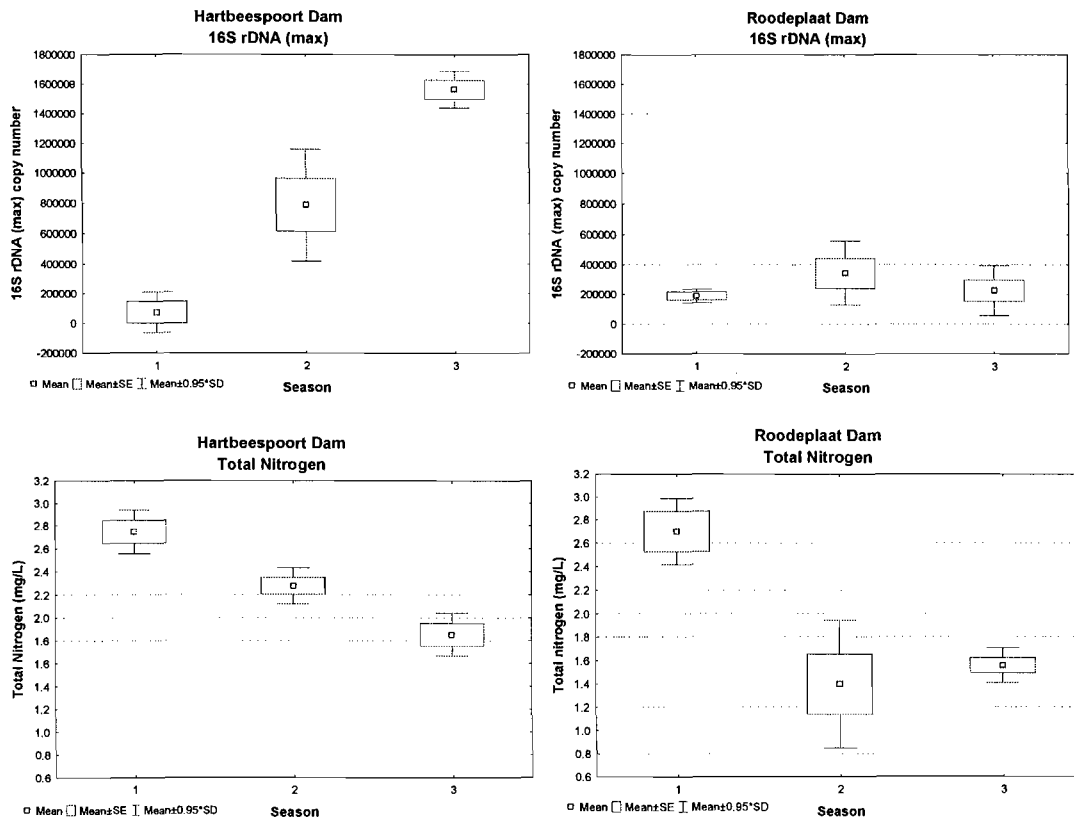 Hartbeespoort Dam
16S rDNA (max)
16S rDNA (max) copy number
1800000
1600000
1400000
1200000
1000000
800000
600000
400000
200000
0
-200000
1 2 3
Season
Mean Mean±SE Mean±0.95*SD
Roodeplaat Dam
16S rDNA (max)
16S rDNA (max) copy number
1800000
1600000
1400000
1200000
1000000
800000
600000
400000
200000
0
-200000
1 2 3
Season
Mean Mean±SE Mean±0.95*SD
Hartbeespoort Dam
Total Nitrogen
Total Nitrogen (mg/L)
3.2
3.0
2.8
2.6
2.4
2.2
2.0
1.8
1.6
1.4
1.2
1.0
0.8
0.6
1 2 3
Season
Mean Mean±SE Mean±0.95*SD
Roodeplaat Dam
Total Nitrogen
Total nitrogen (mg/L)
3.2
3.0
2.8
2.6
2.4
2.2
2.0
1.8
1.6
1.4
1.2
1.0
0.8
0.6
1 2 3
Season
Mean Mean±SE Mean±0.95*SD